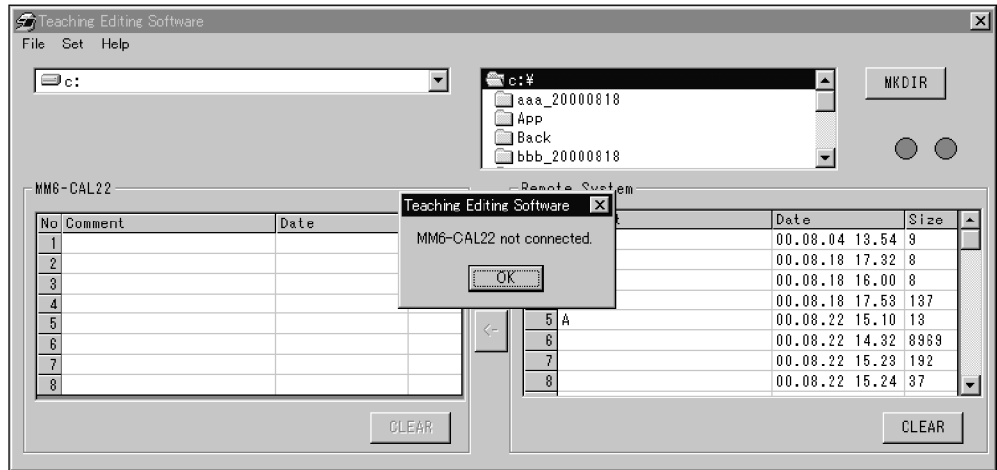 Teaching Editing Software
File Set Help
c:
c:¥
aaa_20000818
App
Back
bbb_20000818
MKDIR
MM6-CAL22
No Comment Date
1
2
3
4
5
6
7
8
CLEAR
Teaching Editing Software
MM6-CAL22 not connected.
OK
<-
Remote System
Date Size
00.08.04 13.54 9
00.08.18 17.32 8
00.08.18 16.00 8
00.08.18 17.53 137
5 A 00.08.22 15.10 13
6 00.08.22 14.32 8969
7 00.08.22 15.23 192
8 00.08.22 15.24 37
CLEAR